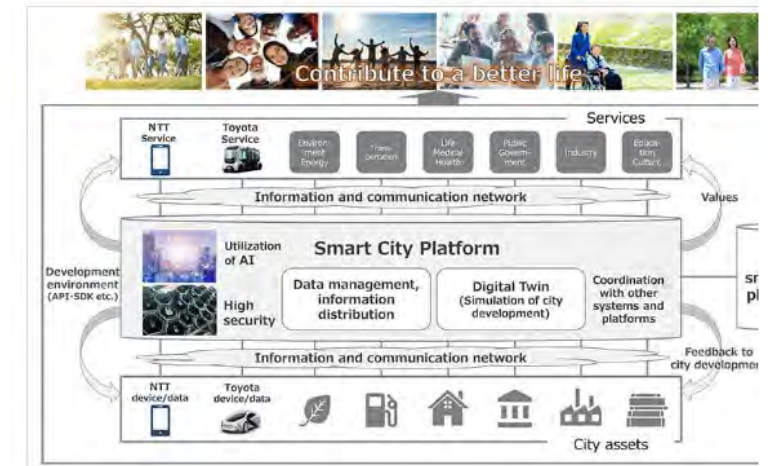 Contribute to a better life
Services
NTT
Service
Toyota
Service
Environ-
ment
Energy
Trans-
portation
Life
Medical
Health
Public
Govern-
ment
Industry
Educa-
tion,
Culture
Information and communication network
Values
Development
environment
(API·SDK etc.)
Utilization
of AI
High
security
Smart City Platform
Data management,
information
distribution
Digital Twin
(Simulation of city
development)
Coordination
with other
systems and
platforms
Information and communication network
Feedback to
city developmen
NTT
device/data
Toyota
device/data
City assets